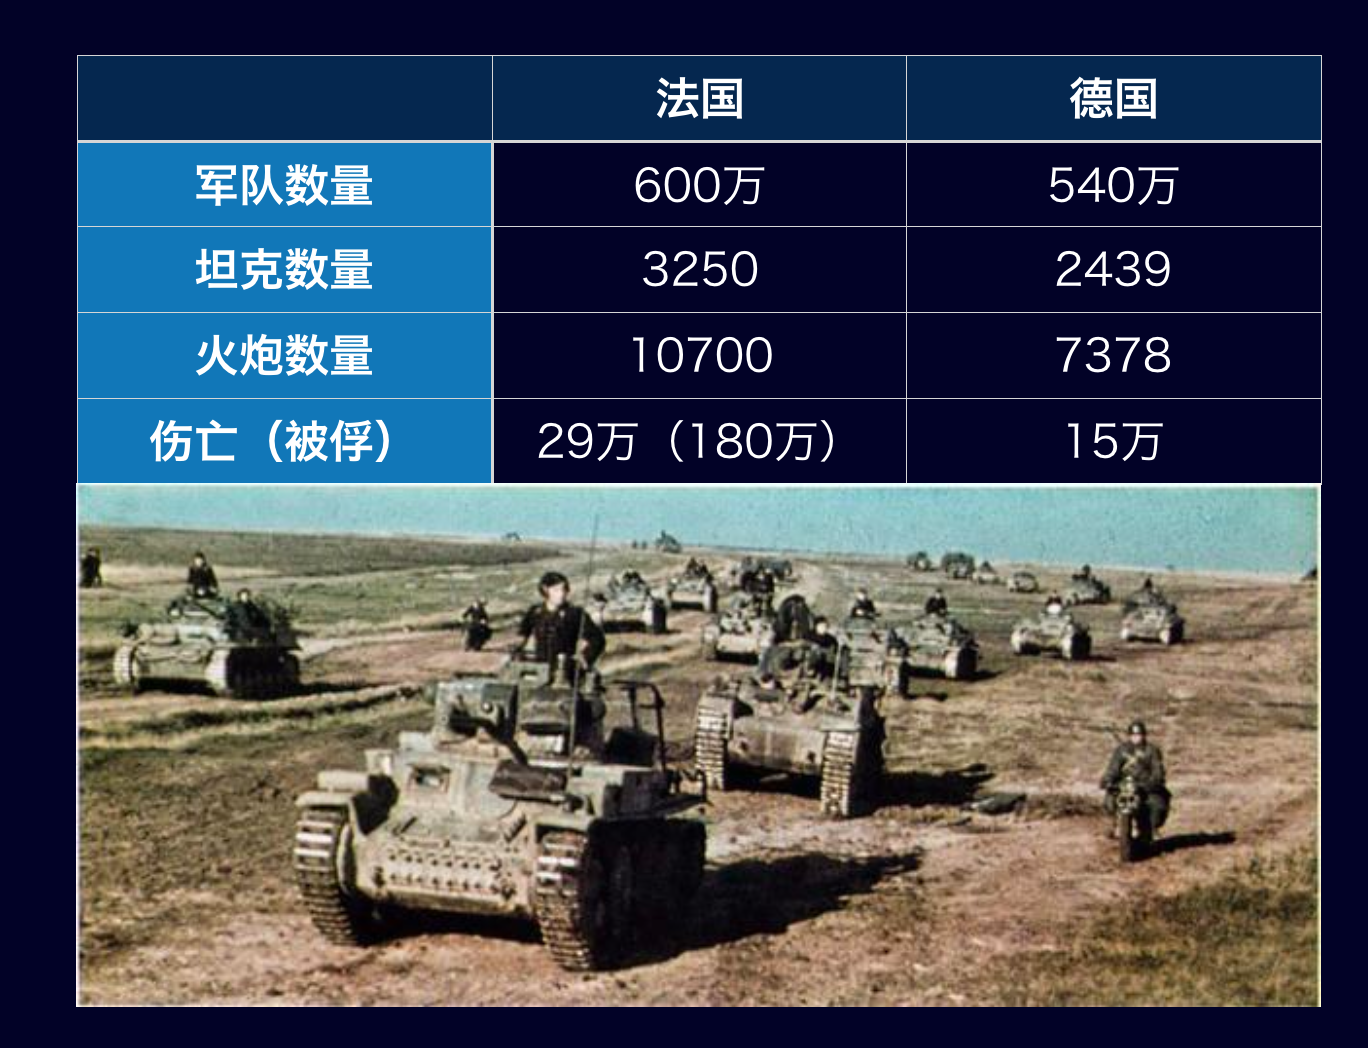 法国 德国
军队数量 600万 540万
坦克数量 3250 2439
火炮数量 10700 7378
伤亡（被俘） 29万（180万） 15万